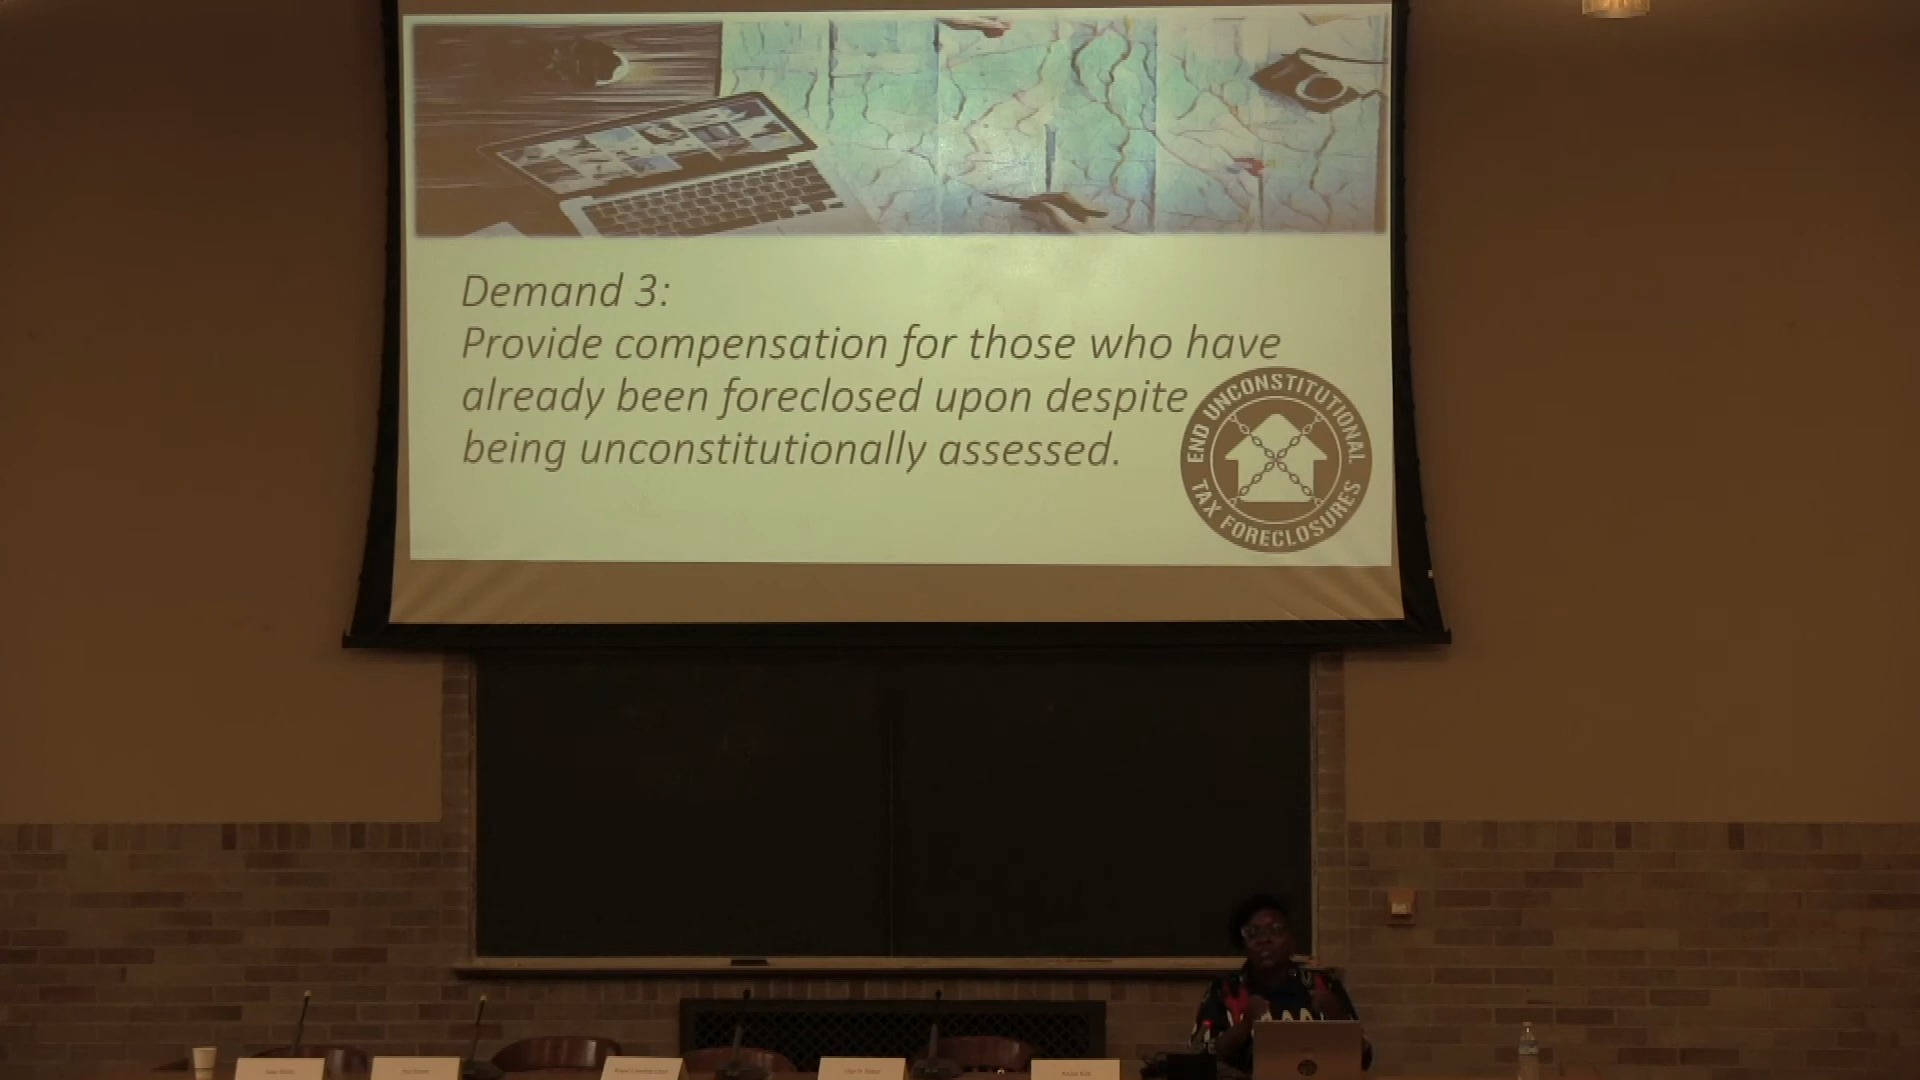 Demand 3:
Provide compensation for those who have
already been foreclosed upon despite
being unconstitutionally assessed.
END UNCONSTITUTIONAL
TAX FORECLOSURES